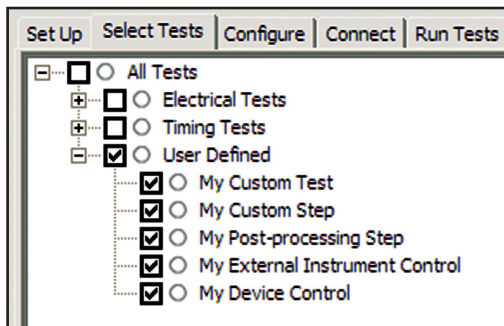 Set Up Select Tests Configure Connect Run Tests
All Tests
Electrical Tests
Timing Tests
User Defined
My Custom Test
My Custom Step
My Post-processing Step
My External Instrument Control
My Device Control